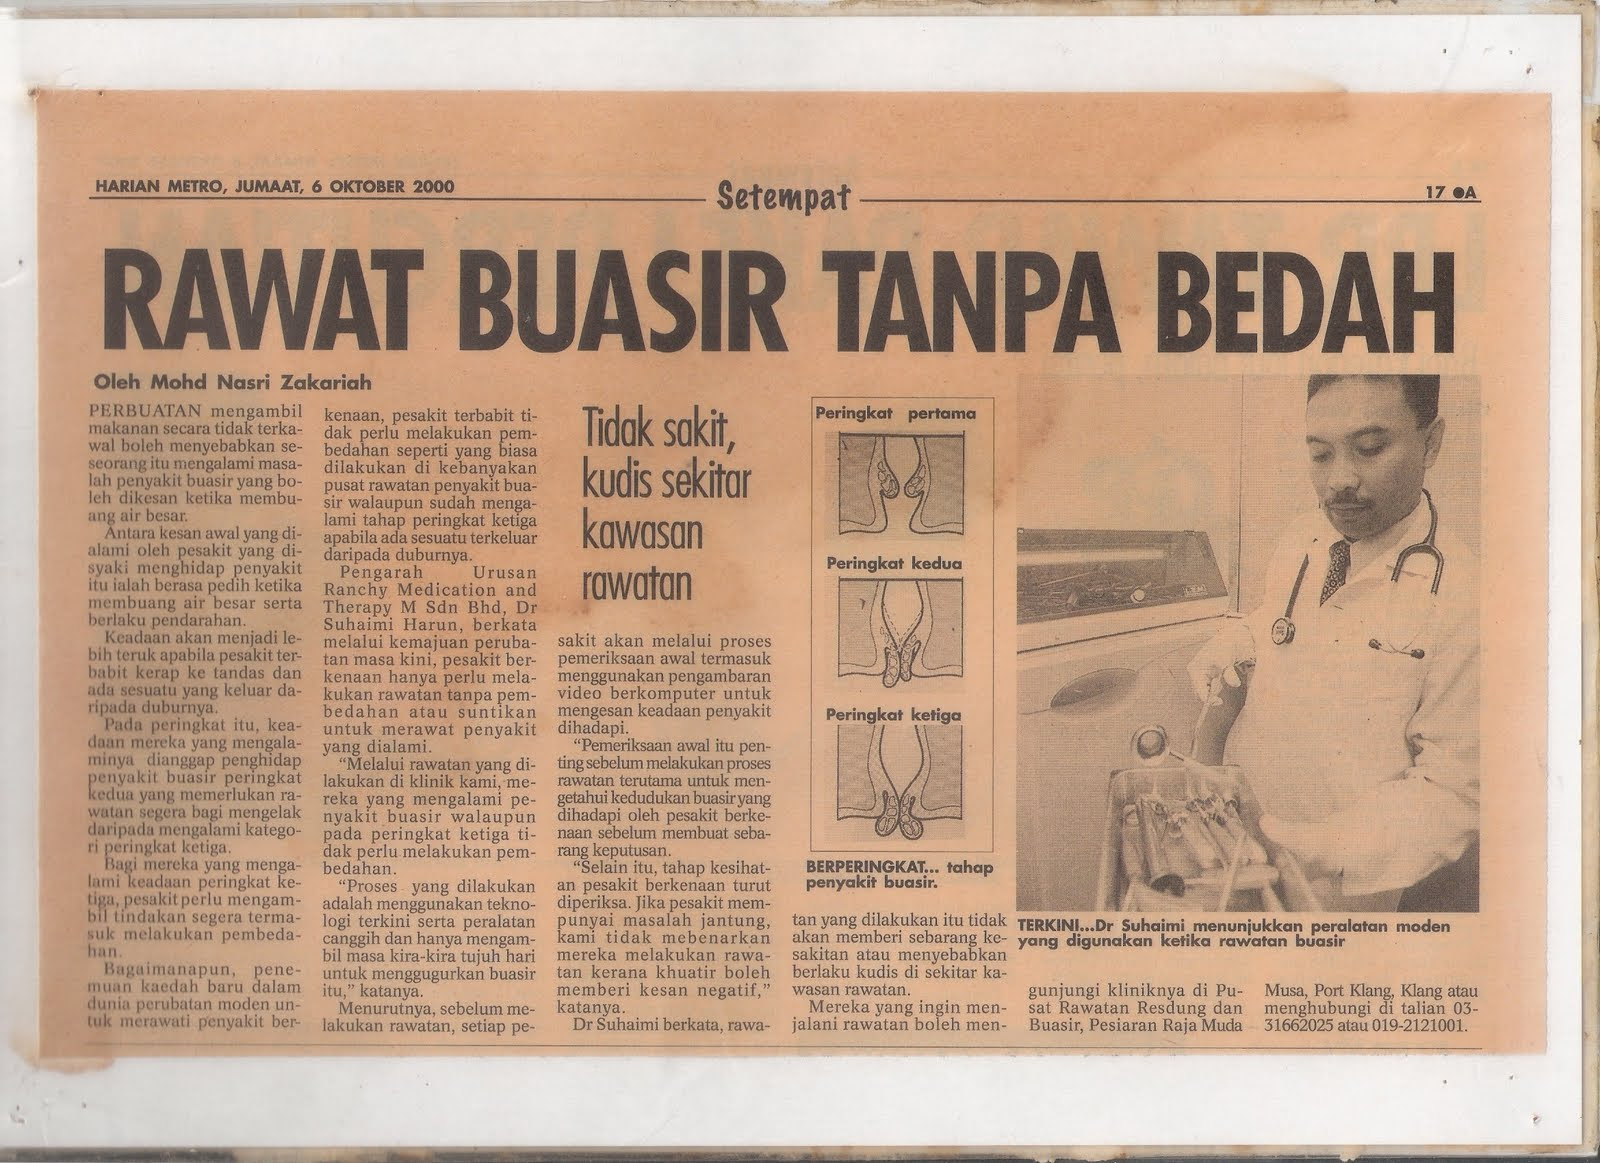 HARIAN METRO, JUMAAT, 6 OKTOBER 2000
Setempat
17 ●A
RAWAT BUASIR TANPA BEDAH
Oleh Mohd Nasri Zakariah
PERBUATAN mengambil
makanan secara tidak terka-
wal boleh menyebabkan se-
seorang itu mengalami masa-
lah penyakit buasir yang bo-
leh dikesan ketika membu-
ang air besar.
Antara kesan awal yang di-
alami oleh pesakit yang di-
syaki menghidap penyakit
itu ialah berasa pedih ketika
membuang air besar serta
berlaku pendarahan.
Keadaan akan menjadi le-
bih teruk apabila pesakit ter-
babit kerap ke tandas dan
ada sesuatu yang keluar da-
ripada duburnya.
Pada peringkat itu, kea-
daan mereka yang mengala-
minya dianggap penghidap
penyakit buasir peringkat
kedua yang memerlukan ra-
watan segera bagi mengelak
daripada mengalami katego-
ri peringkat ketiga.
Bagi mereka yang menga-
lami keadaan peringkat ke-
tiga, pesakit perlu mengam-
bil tindakan segera terma-
suk melakukan pembeda-
han.
Bagaimanapun, pene-
muan kaedah baru dalam
dunia perubatan moden un-
tuk merawati penyakit ber-
kenaan, pesakit terbabit ti-
dak perlu melakukan pem-
bedahan seperti yang biasa
dilakukan di kebanyakan
pusat rawatan penyakit bua-
sir walaupun sudah menga-
lami tahap peringkat ketiga
apabila ada sesuatu terkeluar
daripada duburnya.
Pengarah Urusan
Ranchy Medication and
Therapy M Sdn Bhd, Dr
Suhaimi Harun, berkata
melalui kemajuan peruba-
tan masa kini, pesakit ber-
kenaan hanya perlu mela-
kukan rawatan tanpa pem-
bedahan atau suntikan
untuk merawat penyakit
yang dialami.
“Melalui rawatan yang di-
lakukan di klinik kami, me-
reka yang mengalami pe-
nyakit buasir walaupun
pada peringkat ketiga ti-
dak perlu melakukan pem-
bedahan.
“Proses yang dilakukan
adalah menggunakan tekno-
logi terkini serta peralatan
canggih dan hanya mengam-
bil masa kira-kira tujuh hari
untuk menggugurkan buasir
itu,” katanya.
Menurutnya, sebelum me-
lakukan rawatan, setiap pe-
Tidak sakit,
kudis sekitar
kawasan
rawatan
sakit akan melalui proses
pemeriksaan awal termasuk
menggunakan pengambaran
video berkomputer untuk
mengesan keadaan penyakit
dihadapi.
“Pemeriksaan awal itu pen-
ting sebelum melakukan proses
rawatan terutama untuk men-
getahui kedudukan buasir yang
dihadapi oleh pesakit berke-
naan sebelum membuat seba-
rang keputusan.
“Selain itu, tahap kesihat-
an pesakit berkenaan turut
diperiksa. Jika pesakit mem-
punyai masalah jantung,
kami tidak mebenarkan
mereka melakukan rawa-
tan kerana khuatir boleh
memberi kesan negatif,”
katanya.
Dr Suhaimi berkata, rawa-
Peringkat pertama
Peringkat kedua
Peringkat ketiga
BERPERINGKAT... tahap
penyakit buasir.
tan yang dilakukan itu tidak
akan memberi sebarang ke-
sakitan atau menyebabkan
berlaku kudis di sekitar ka-
wasan rawatan.
Mereka yang ingin men-
jalani rawatan boleh men-
TERKINI...Dr Suhaimi menunjukkan peralatan moden
yang digunakan ketika rawatan buasir
gunjungi kliniknya di Pu-
sat Rawatan Resdung dan
Buasir, Pesiaran Raja Muda
Musa, Port Klang, Klang atau
menghubungi di talian 03-
31662025 atau 019-2121001.